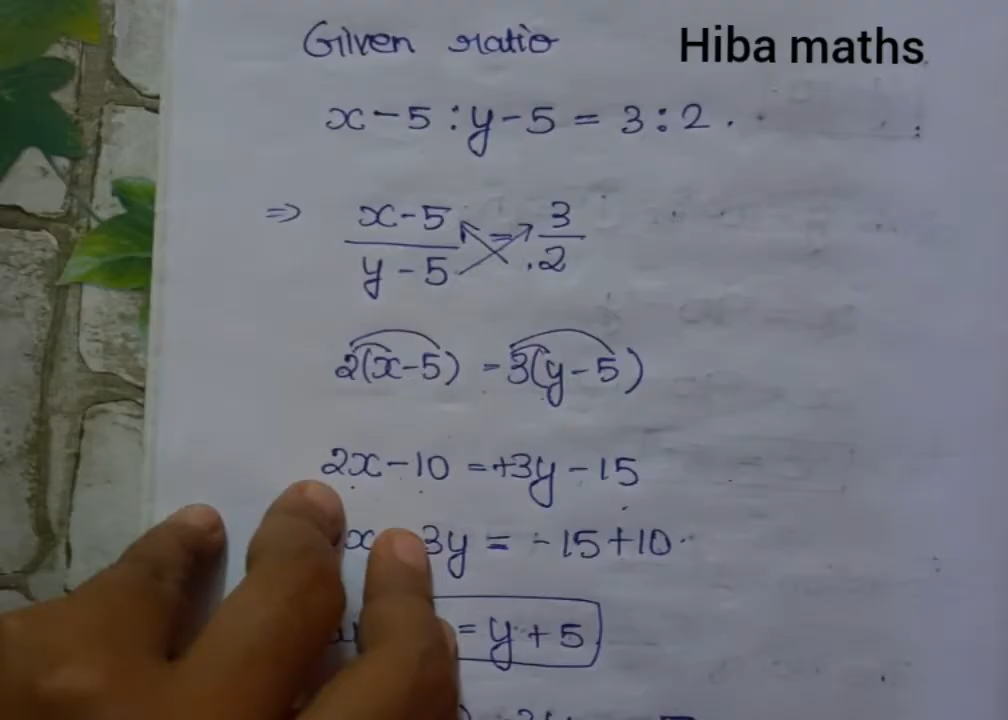 Given ratio
Hiba maths
x-5 : y-5 = 3:2.
⇒ x-5/y-5 = 3/2
2(x-5) = 3(y-5)
2x-10 = +3y-15
x 3y = -15+10
= y+5